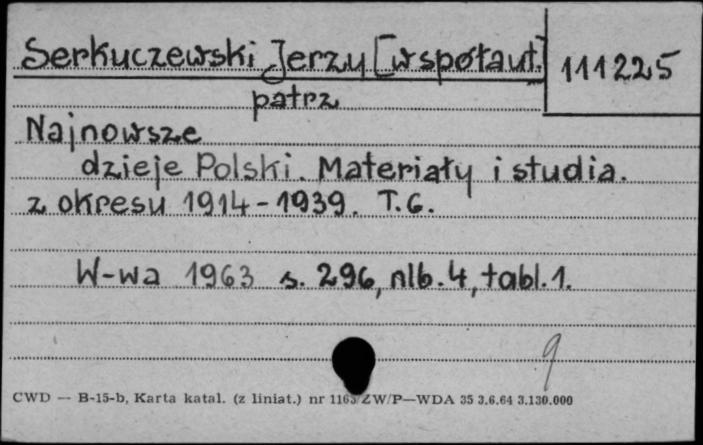 Serkuczewski Jerzy [współaut.]
111225
patrz
Najnowsze
dzieje Polski. Materiały i studia.
z okresu 1914-1939. T.6.
W-wa 1963 s. 296, nlb. 4, tabl. 1.
9
CWD — B-15-b, Karta katal. (z liniat.) nr 1163/ZW/P—WDA 35 3.6.64 3.130.000